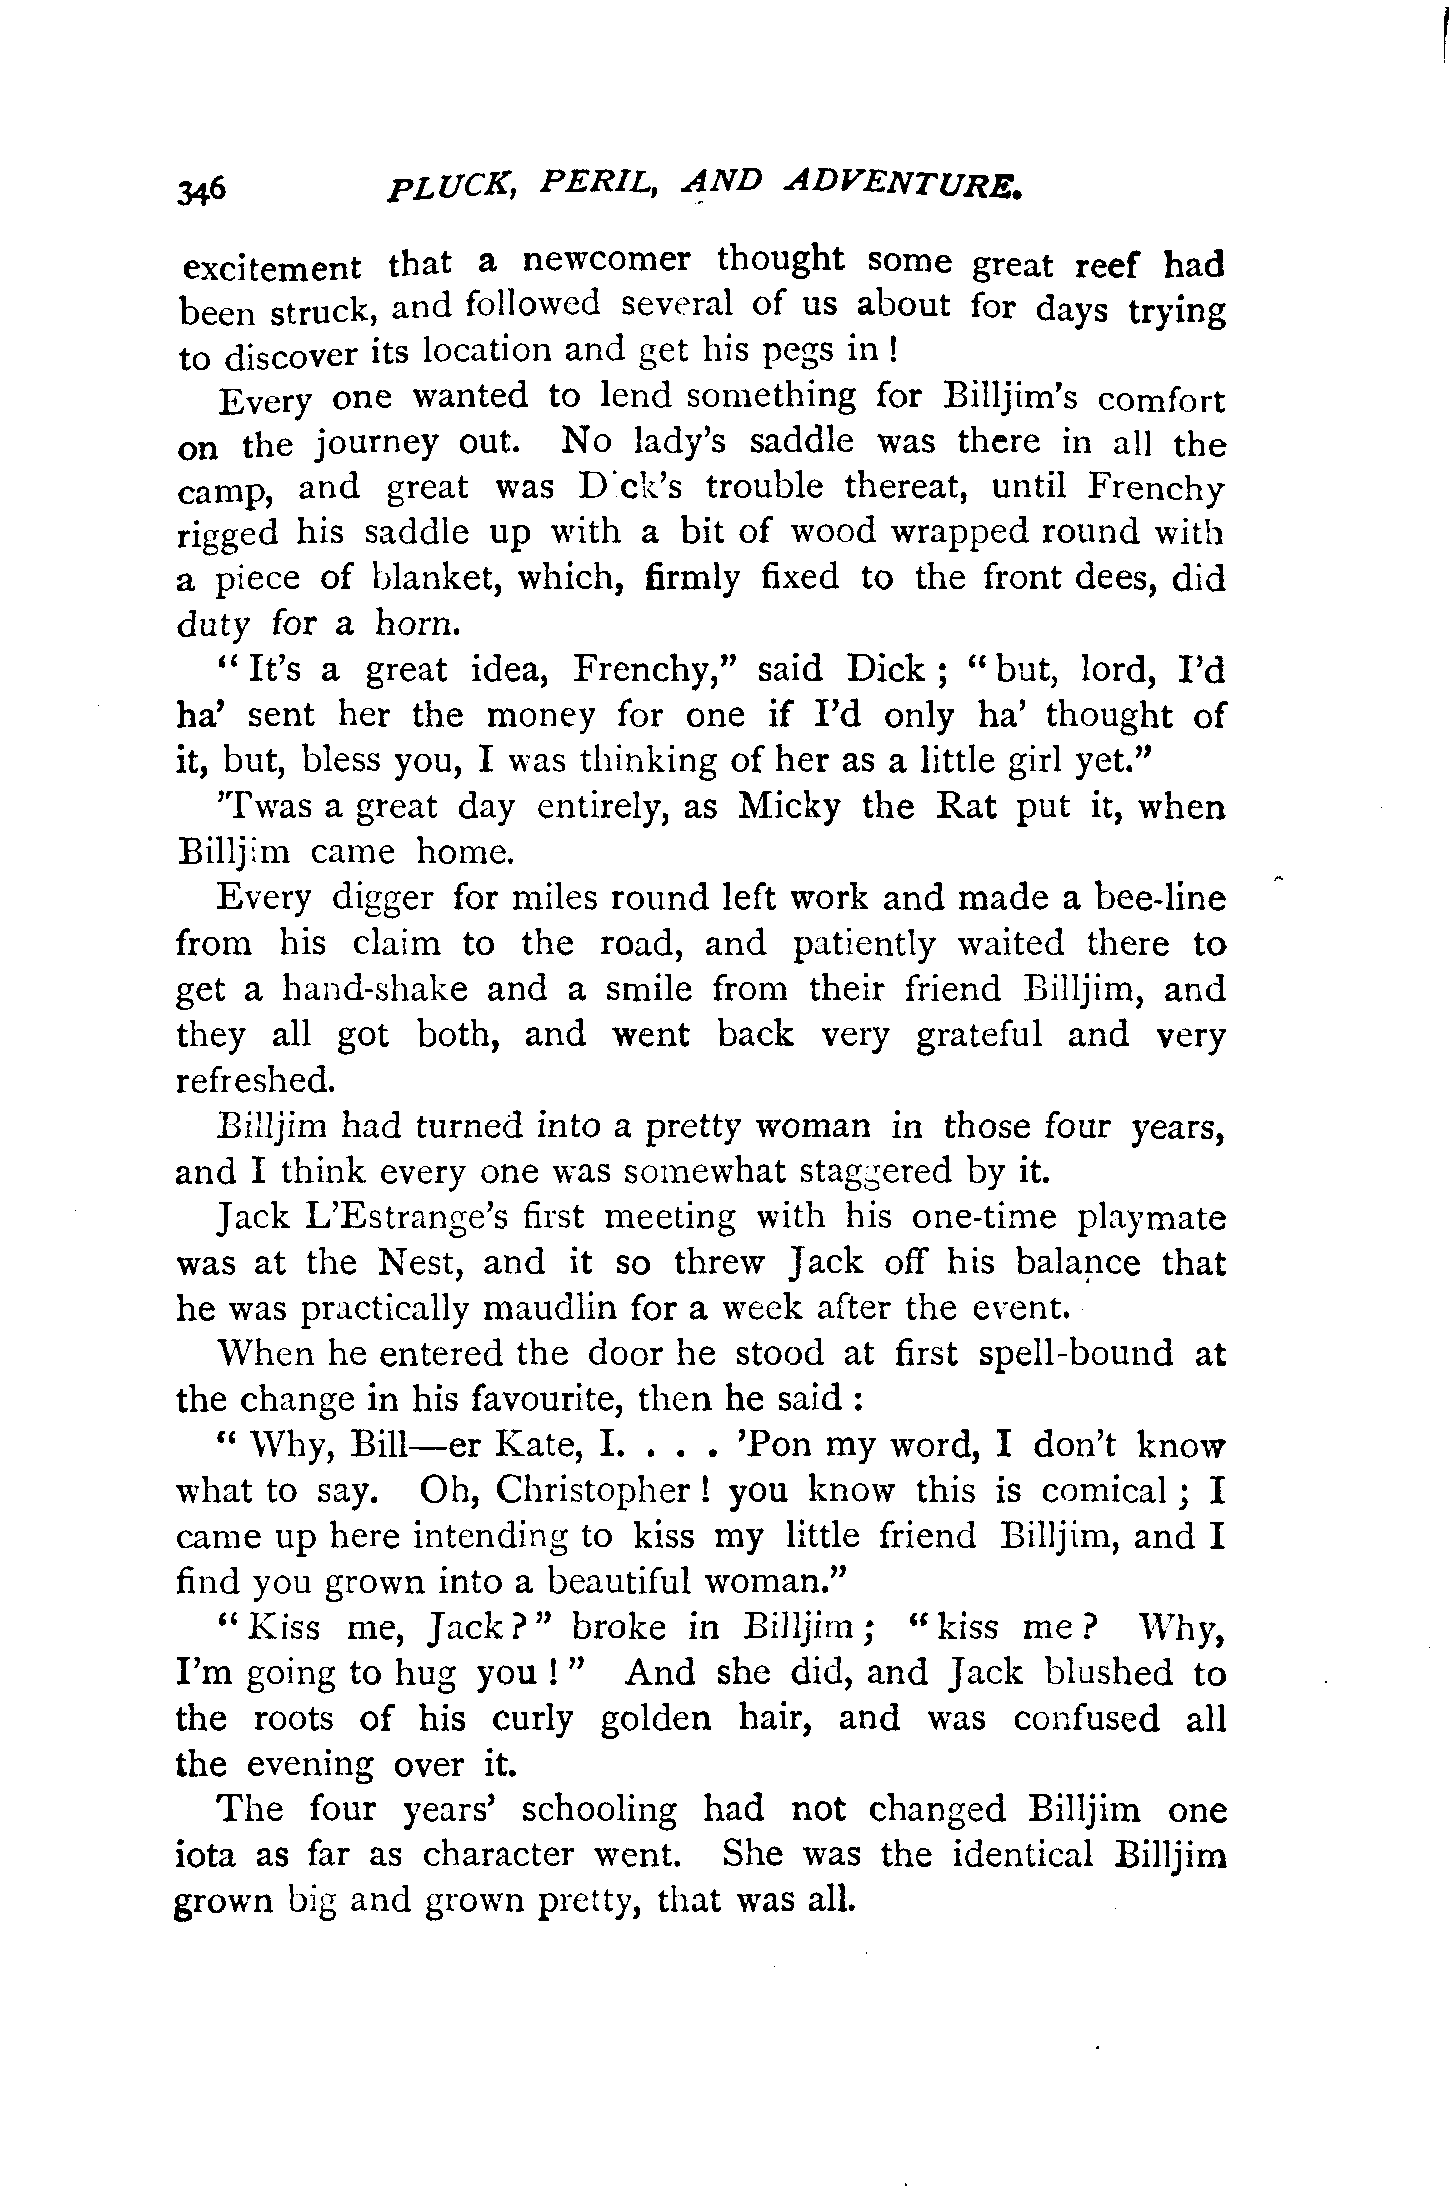 346 PLUCK, PERIL, AND ADVENTURE.
excitement that a newcomer thought some great reef had
been struck, and followed several of us about for days trying
to discover its location and get his pegs in !
Every one wanted to lend something for Billjim's comfort
on the journey out. No lady's saddle was there in all the
camp, and great was Dick's trouble thereat, until Frenchy
rigged his saddle up with a bit of wood wrapped round with
a piece of blanket, which, firmly fixed to the front dees, did
duty for a horn.
" It's a great idea, Frenchy," said Dick ; " but, lord, I'd
ha' sent her the money for one if I'd only ha' thought of
it, but, bless you, I was thinking of her as a little girl yet."
'Twas a great day entirely, as Micky the Rat put it, when
Billjim came home.
Every digger for miles round left work and made a bee-line
from his claim to the road, and patiently waited there to
get a hand-shake and a smile from their friend Billjim, and
they all got both, and went back very grateful and very
refreshed.
Billjim had turned into a pretty woman in those four years,
and I think every one was somewhat staggered by it.
Jack L'Estrange's first meeting with his one-time playmate
was at the Nest, and it so threw Jack off his balance that
he was practically maudlin for a week after the event.
When he entered the door he stood at first spell-bound at
the change in his favourite, then he said :
" Why, Bill—er Kate, I. . . . 'Pon my word, I don't know
what to say. Oh, Christopher ! you know this is comical ; I
came up here intending to kiss my little friend Billjim, and I
find you grown into a beautiful woman."
" Kiss me, Jack ? " broke in Billjim ; " kiss me ? Why,
I'm going to hug you ! " And she did, and Jack blushed to
the roots of his curly golden hair, and was confused all
the evening over it.
The four years' schooling had not changed Billjim one
iota as far as character went. She was the identical Billjim
grown big and grown pretty, that was all.